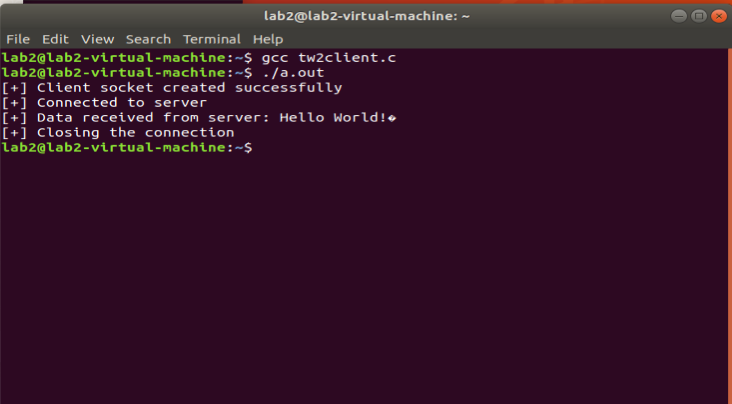 lab2@lab2-virtual-machine: ~
File Edit View Search Terminal Help
lab2@lab2-virtual-machine:~$ gcc tw2client.c
lab2@lab2-virtual-machine:~$ ./a.out
[+] Client socket created successfully
[+] Connected to server
[+] Data received from server: Hello World!�
[+] Closing the connection
lab2@lab2-virtual-machine:~$